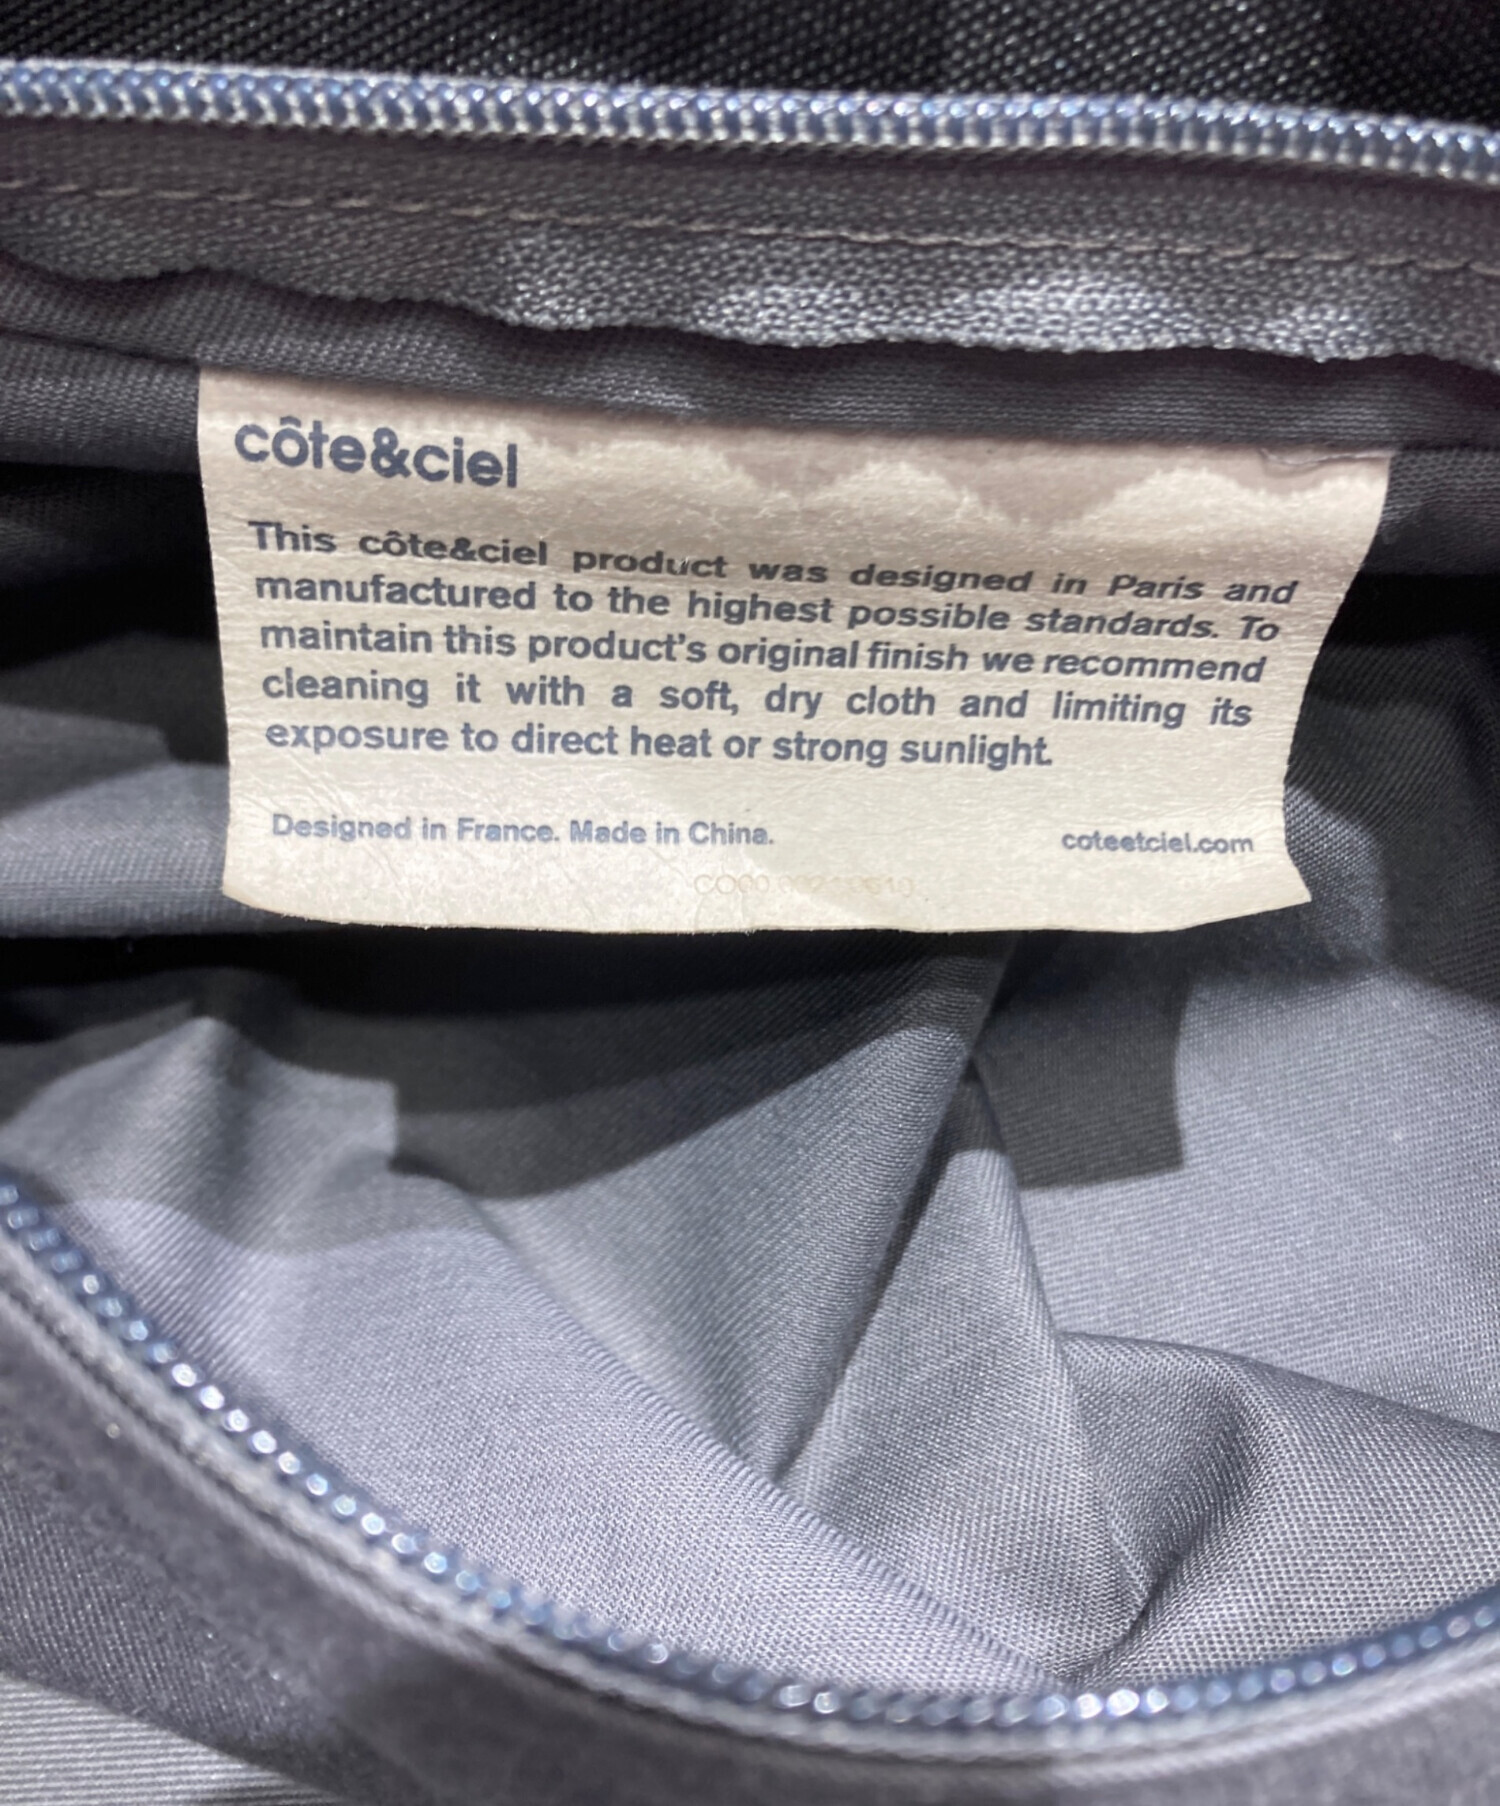 côte&ciel
This côte&ciel product was designed in Paris and
manufactured to the highest possible standards. To
maintain this product's original finish we recommend
cleaning it with a soft, dry cloth and limiting its
exposure to direct heat or strong sunlight.
Designed in France. Made in China.
coteetciel.com